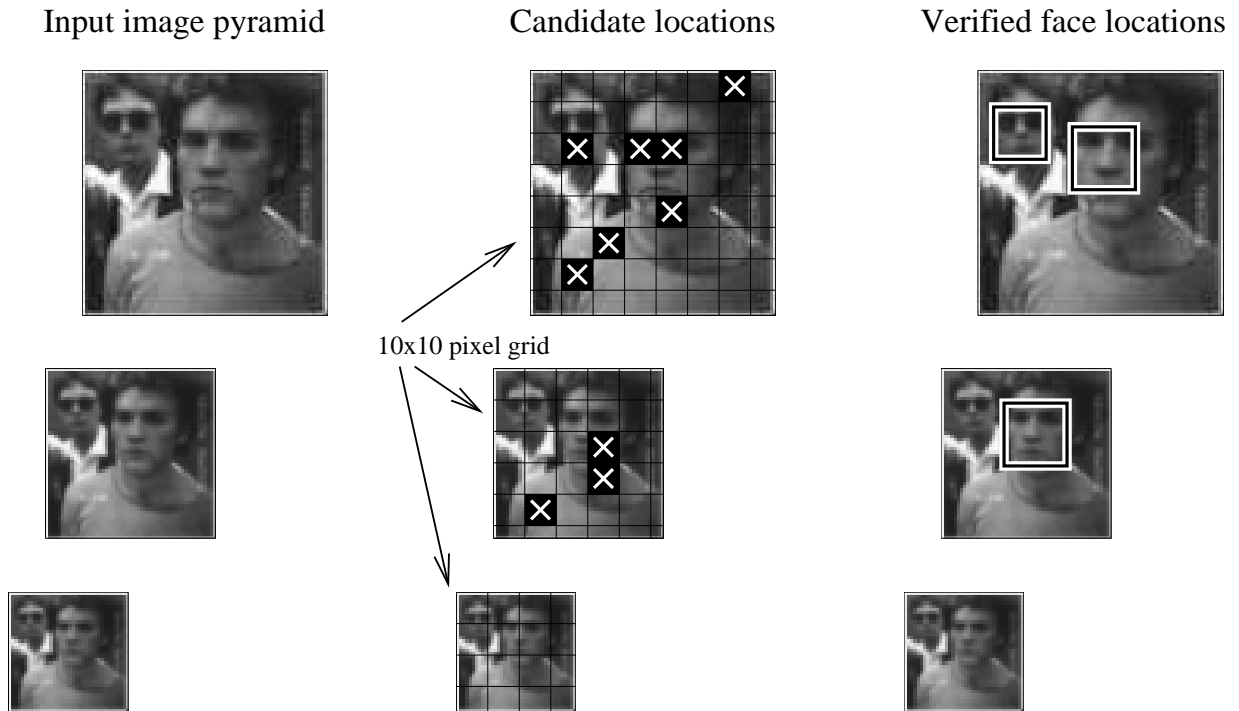 Input image pyramid
Candidate locations
Verified face locations
10x10 pixel grid